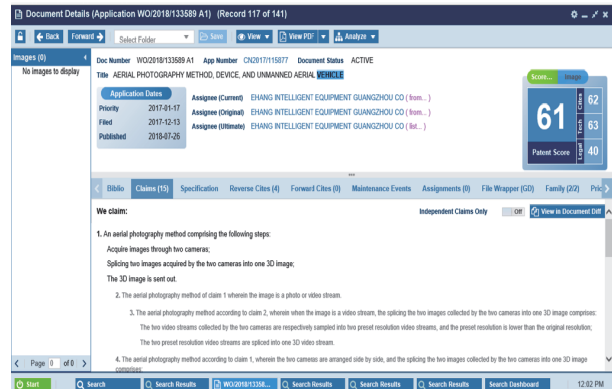 Document Details (Application WO/2018/133589 A1) (Record 117 of 141)
Back Forward Select Folder Save View View PDF Analyze
Images (0)
No images to display
Doc Number WO/2018/133589 A1 App Number CN2017/115877 Document Status ACTIVE
Title AERIAL PHOTOGRAPHY METHOD, DEVICE, AND UNMANNED AERIAL VEHICLE
Application Dates
Priority 2017-01-17
Filed 2017-12-13
Published 2018-07-26
Assignee (Current) EHANG INTELLIGENT EQUIPMENT GUANGZHOU CO ( from... )
Assignee (Original) EHANG INTELLIGENT EQUIPMENT GUANGZHOU CO ( from... )
Assignee (Ultimate) EHANG INTELLIGENT EQUIPMENT GUANGZHOU CO ( list... )
Score... Image
61
Patent Score
Cites 62
Tech 63
Legal 40
Biblio Claims (15) Specification Reverse Cites (4) Forward Cites (0) Maintenance Events Assignments (0) File Wrapper (GD) Family (2/2) Pric
We claim: Independent Claims Only Off View in Document Diff
1. An aerial photography method comprising the following steps:
Acquire images through two cameras;
Splicing two images acquired by the two cameras into one 3D image;
The 3D image is sent out.
2. The aerial photography method of claim 1 wherein the image is a photo or video stream.
3. The aerial photography method according to claim 2, wherein when the image is a video stream, the splicing the two images collected by the two cameras into one 3D image comprises:
The two video streams collected by the two cameras are respectively sampled into two preset resolution video streams, and the preset resolution is lower than the original resolution;
The two preset resolution video streams are spliced into one 3D video stream.
4. The aerial photography method according to claim 1, wherein the two cameras are arranged side by side, and the splicing the two images collected by the two cameras into one 3D image
comprises:
Page 0 of 0
Start Search Search Results WO/2018/13358... Search Results Search Results Search Results Search Dashboard 12:02 PM